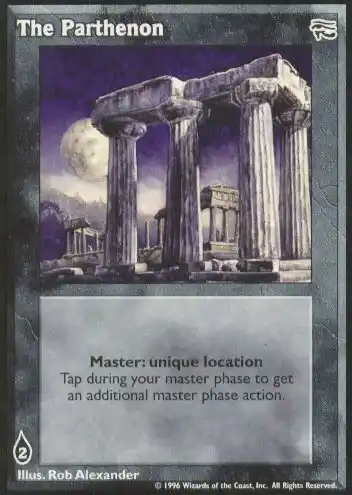 The Parthenon
Master: unique location
Tap during your master phase to get
an additional master phase action.
2
Illus. Rob Alexander
© 1996 Wizards of the Coast, Inc. All Rights Reserved.